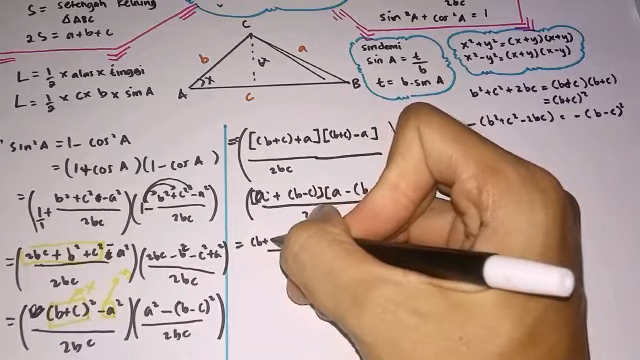 S = setengah keliling
ΔABC
2S = a+b+c
sin²A + cos²A = 1
C
b
a
t
A
c
B
L = 1/2 x alas x tinggi
L = 1/2 x c x b x sin A
sindemi
sin A = t/b
t = b·sin A
x²+y² = (x+y)(x+y)
x²-y² = (x+y)(x-y)
b²+c²+2bc = (b+c)(b+c)
= (b+c)²
-(b²+c²-2bc) = -(b-c)²
sin²A = 1 - cos²A
= (1+cos A)(1-cos A)
= (1/1 + (b²+c²-a²)/2bc)(1 - (b²+c²-a²)/2bc)
= ((2bc + b² + c² - a²)/2bc)((2bc - b² - c² + a²)/2bc)
= (((b+c)² - a²)/2bc)((a² - (b-c)²)/2bc)
= ([(b+c)+a][(b+c)-a]/2bc)
([a + (b-c)][a - (b
= (b+